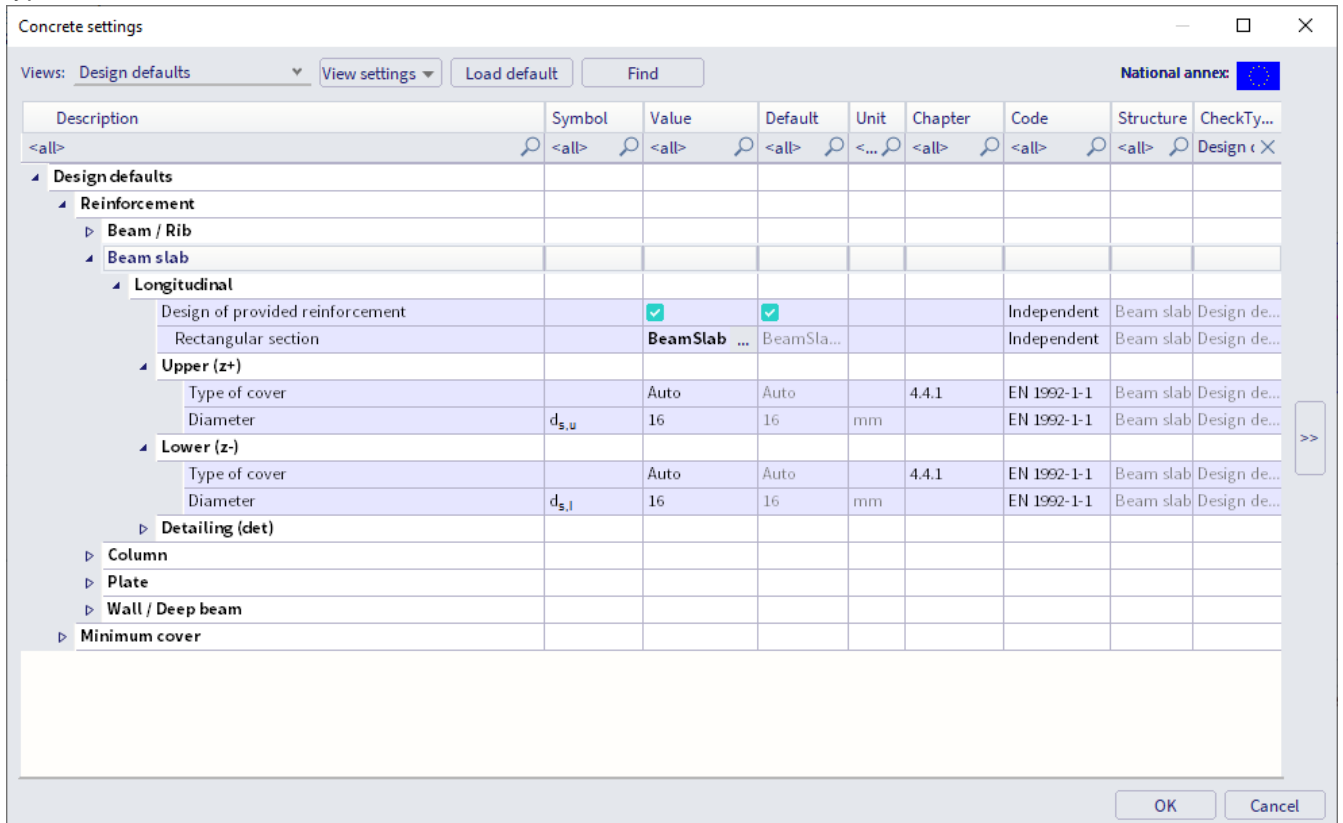 Concrete settings
Views: Design defaults View settings Load default Find National annex:
Description Symbol Value Default Unit Chapter Code Structure CheckTy...
<all> <all> <all> <all> <... <all> <all> <all> Design
Design defaults
Reinforcement
Beam / Rib
Beam slab
Longitudinal
Design of provided reinforcement Independent Beam slab Design de...
Rectangular section BeamSlab ... BeamSla... Independent Beam slab Design de...
Upper (z+)
Type of cover Auto Auto 4.4.1 EN 1992-1-1 Beam slab Design de...
Diameter ds,u 16 16 mm EN 1992-1-1 Beam slab Design de...
Lower (z-)
Type of cover Auto Auto 4.4.1 EN 1992-1-1 Beam slab Design de...
Diameter ds,l 16 16 mm EN 1992-1-1 Beam slab Design de...
Detailing (det)
Column
Plate
Wall / Deep beam
Minimum cover
>>
OK Cancel